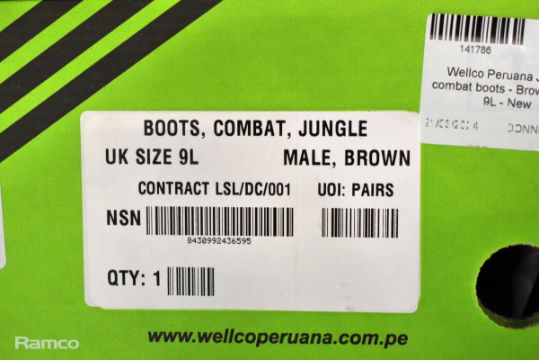 141786
Wellco Peruana J
combat boots - Brow
9L - New
BOOTS, COMBAT, JUNGLE
UK SIZE 9L MALE, BROWN
CONTRACT LSL/DC/001 UOI: PAIRS
NSN
8430992436595
QTY: 1
www.wellcoperuana.com.pe
Ramco